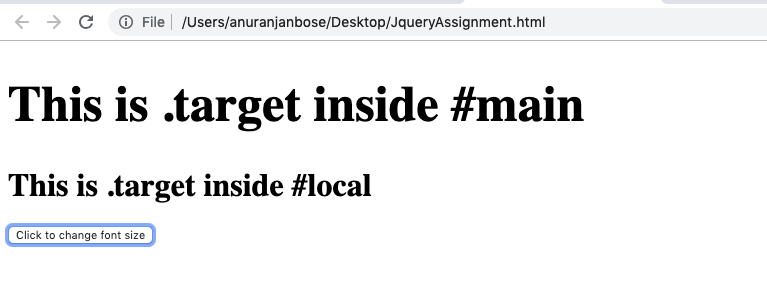 File /Users/anuranjanbose/Desktop/JqueryAssignment.html
This is .target inside #main
This is .target inside #local
Click to change font size